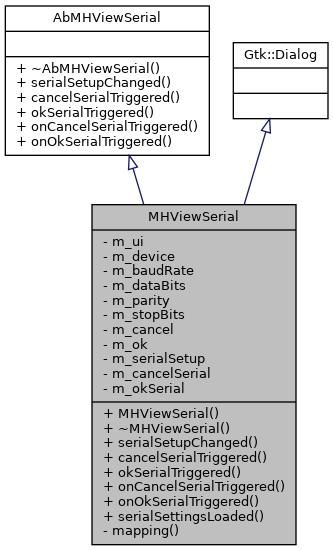 AbMHViewSerial
+ ~AbMHViewSerial()
+ serialSetupChanged()
+ cancelSerialTriggered()
+ okSerialTriggered()
+ onCancelSerialTriggered()
+ onOkSerialTriggered()
Gtk::Dialog
MHViewSerial
- m_ui
- m_device
- m_baudRate
- m_dataBits
- m_parity
- m_stopBits
- m_cancel
- m_ok
- m_serialSetup
- m_cancelSerial
- m_okSerial
+ MHViewSerial()
+ ~MHViewSerial()
+ serialSetupChanged()
+ cancelSerialTriggered()
+ okSerialTriggered()
+ onCancelSerialTriggered()
+ onOkSerialTriggered()
+ serialSettingsLoaded()
- mapping()